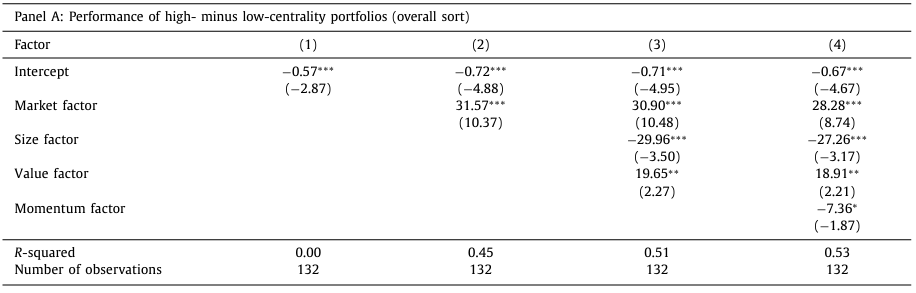 Panel A: Performance of high- minus low-centrality portfolios (overall sort)
Factor (1) (2) (3) (4)
Intercept −0.57*** −0.72*** −0.71*** −0.67***
(−2.87) (−4.88) (−4.95) (−4.67)
Market factor 31.57*** 30.90*** 28.28***
(10.37) (10.48) (8.74)
Size factor −29.96*** −27.26***
(−3.50) (−3.17)
Value factor 19.65** 18.91**
(2.27) (2.21)
Momentum factor −7.36*
(−1.87)
R-squared 0.00 0.45 0.51 0.53
Number of observations 132 132 132 132